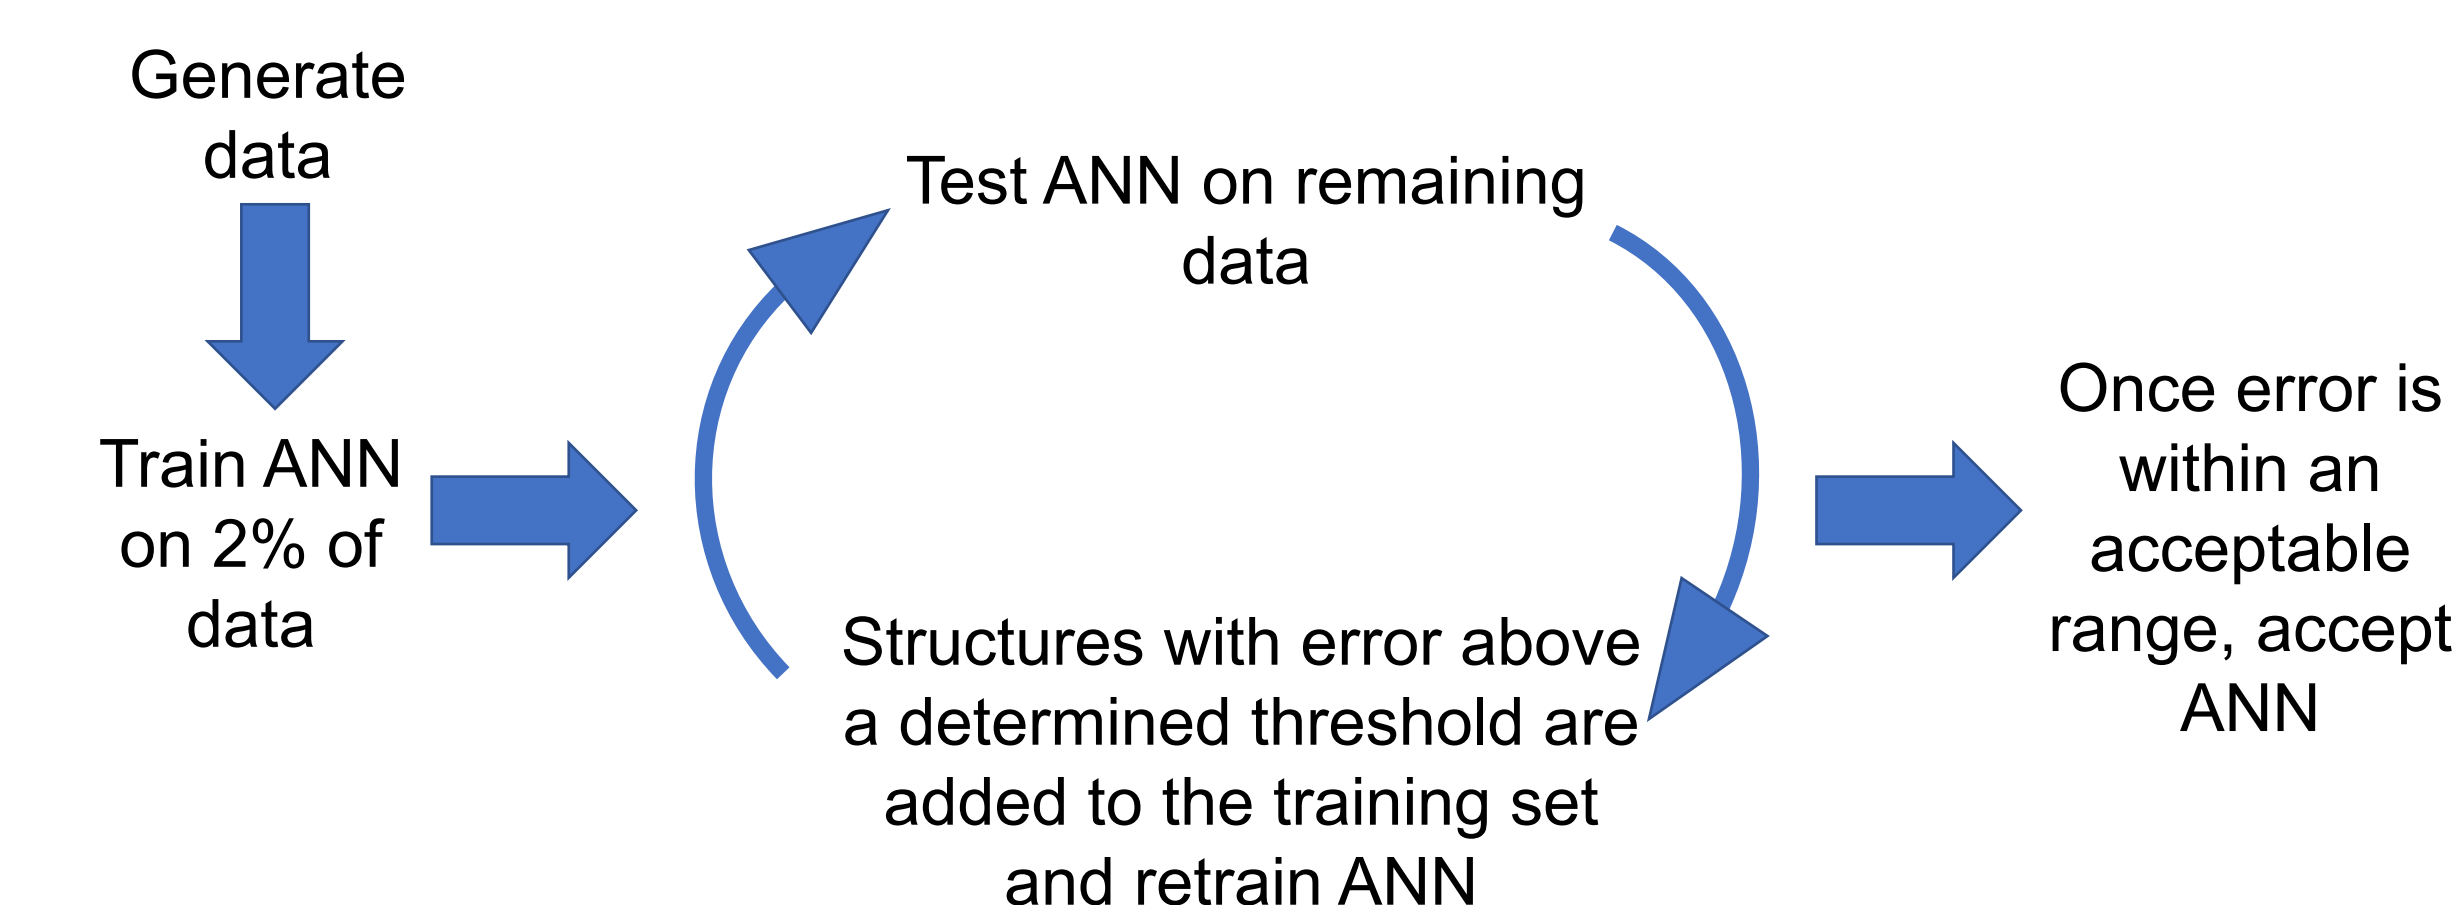 Generate
data
Train ANN
on 2% of
data
Test ANN on remaining
data
Structures with error above
a determined threshold are
added to the training set
and retrain ANN
Once error is
within an
acceptable
range, accept
ANN